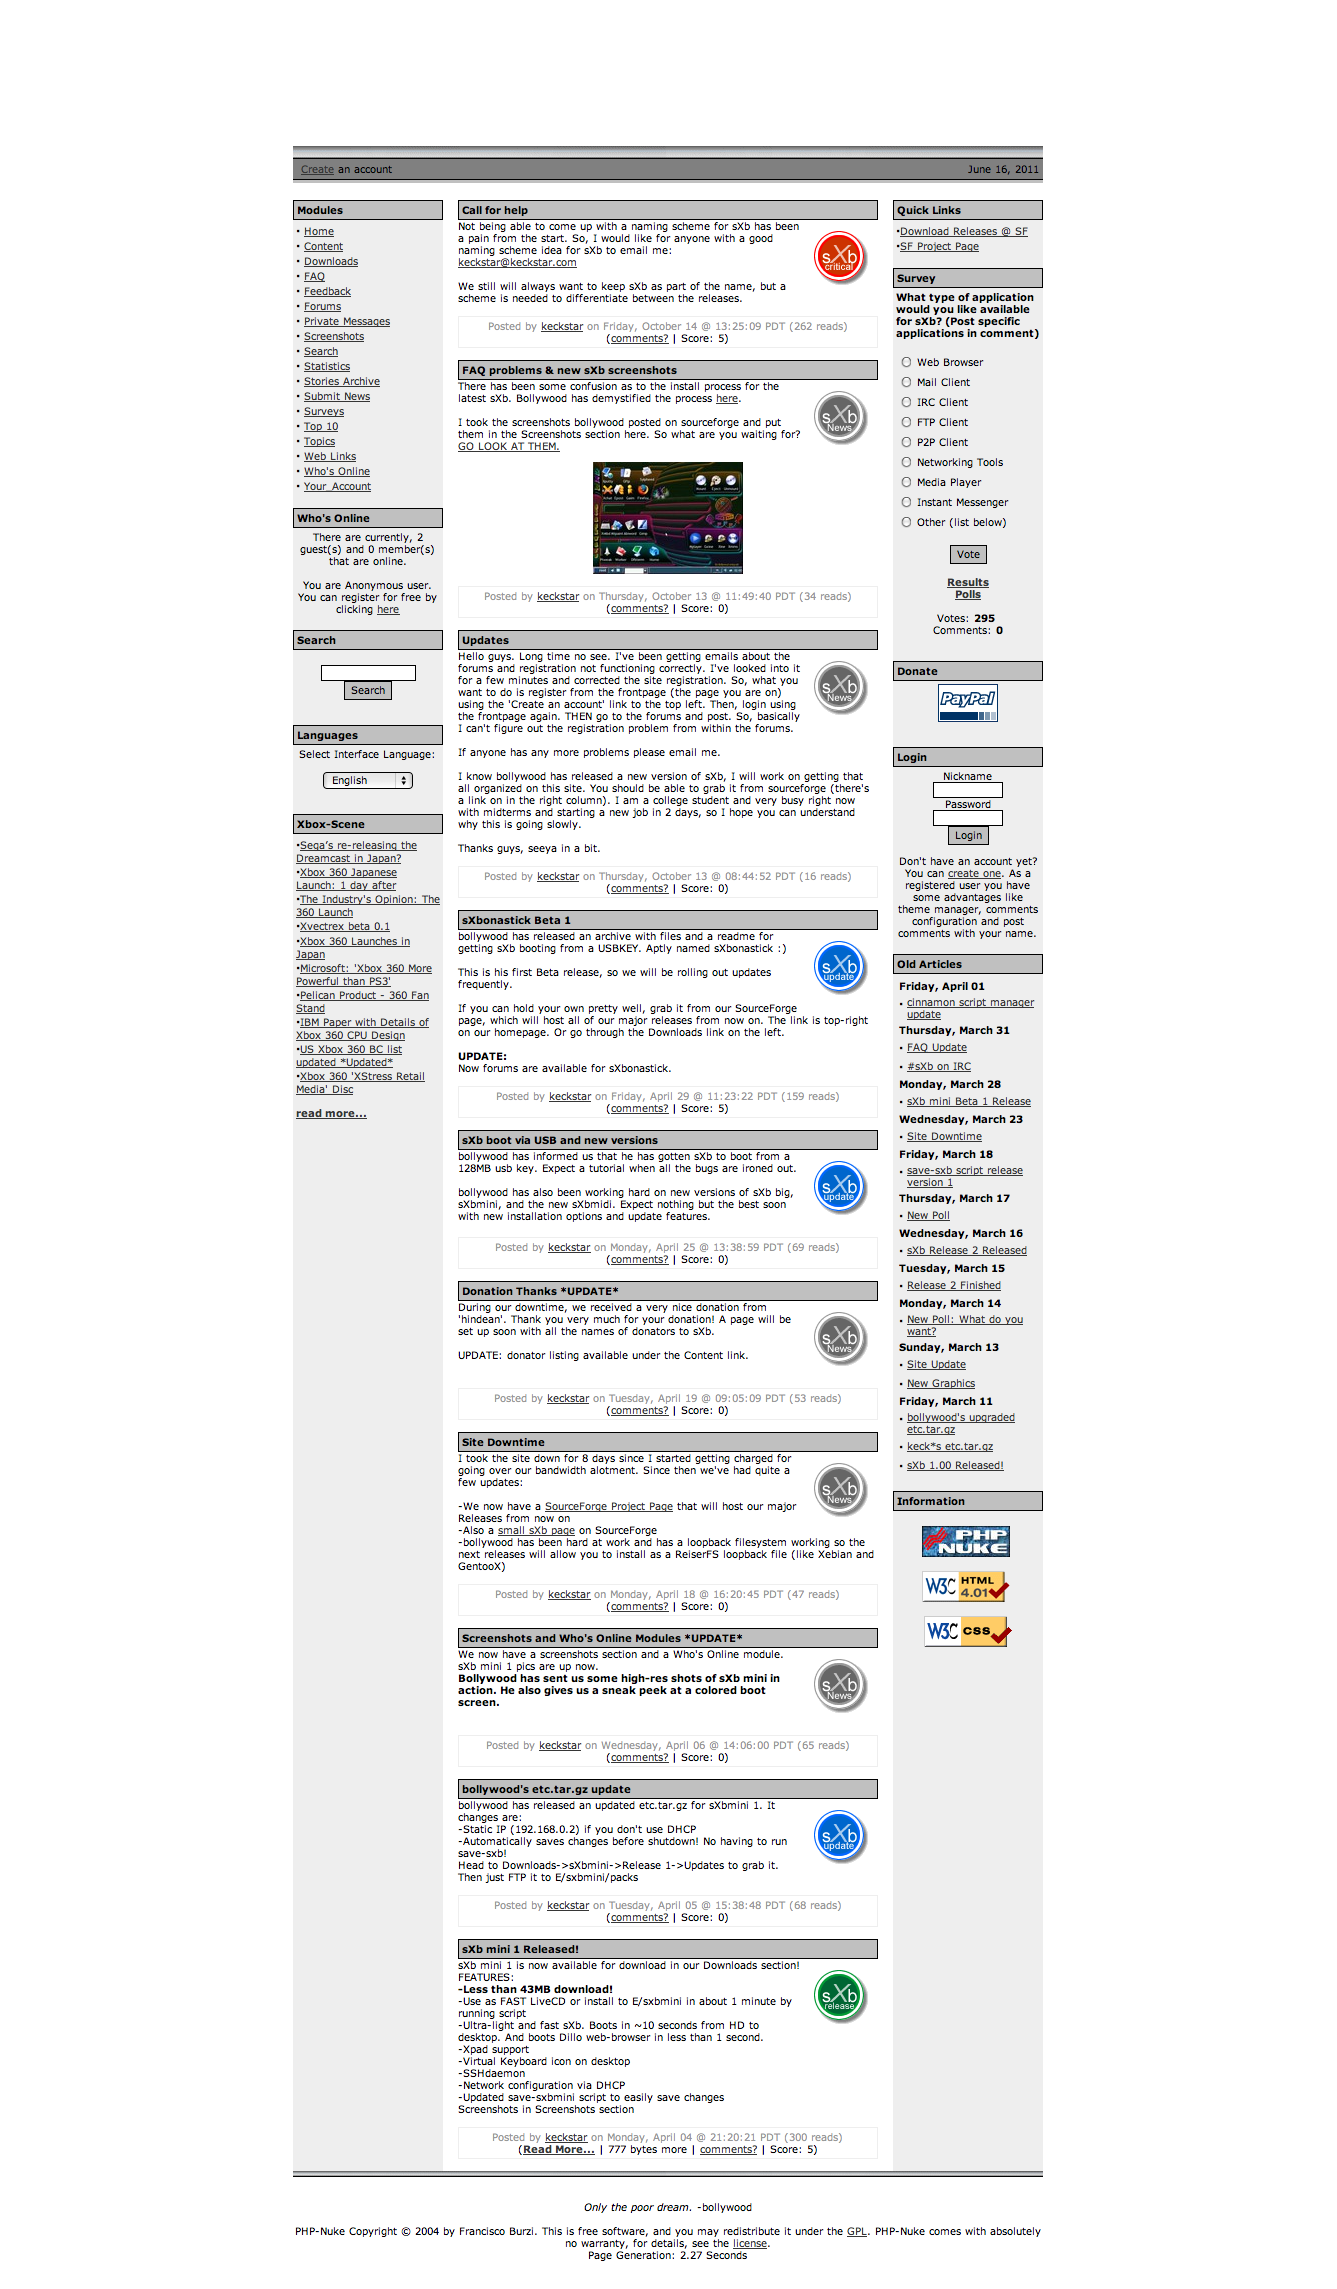 Create an account
June 16, 2011
Modules
• Home
• Content
• Downloads
• FAQ
• Feedback
• Forums
• Private Messages
• Screenshots
• Search
• Statistics
• Stories Archive
• Submit News
• Surveys
• Top 10
• Topics
• Web Links
• Who's Online
• Your_Account
Who's Online
There are currently, 2
guest(s) and 0 member(s)
that are online.
You are Anonymous user.
You can register for free by
clicking here
Search
Search
Languages
Select Interface Language:
English
Xbox-Scene
•Sega's re-releasing the
Dreamcast in Japan?
•Xbox 360 Japanese
Launch: 1 day after
•The Industry's Opinion: The
360 Launch
•Xvectrex beta 0.1
•Xbox 360 Launches in
Japan
•Microsoft: 'Xbox 360 More
Powerful than PS3'
•Pelican Product - 360 Fan
Stand
•IBM Paper with Details of
Xbox 360 CPU Design
•US Xbox 360 BC list
updated *Updated*
•Xbox 360 'XStress Retail
Media' Disc
read more...
Call for help
Not being able to come up with a naming scheme for sXb has been
a pain from the start. So, I would like for anyone with a good
naming scheme idea for sXb to email me:
keckstar@keckstar.com
We still will always want to keep sXb as part of the name, but a
scheme is needed to differentiate between the releases.
sXb
critical
Posted by keckstar on Friday, October 14 @ 13:25:09 PDT (262 reads)
(comments? | Score: 5)
FAQ problems & new sXb screenshots
There has been some confusion as to the install process for the
latest sXb. Bollywood has demystified the process here.
I took the screenshots bollywood posted on sourceforge and put
them in the Screenshots section here. So what are you waiting for?
GO LOOK AT THEM.
sXb
News
Posted by keckstar on Thursday, October 13 @ 11:49:40 PDT (34 reads)
(comments? | Score: 0)
Updates
Hello guys. Long time no see. I've been getting emails about the
forums and registration not functioning correctly. I've looked into it
for a few minutes and corrected the site registration. So, what you
want to do is register from the frontpage (the page you are on)
using the 'Create an account' link to the top left. Then, login using
the frontpage again. THEN go to the forums and post. So, basically
I can't figure out the registration problem from within the forums.
If anyone has any more problems please email me.
I know bollywood has released a new version of sXb, I will work on getting that
all organized on this site. You should be able to grab it from sourceforge (there's
a link on in the right column). I am a college student and very busy right now
with midterms and starting a new job in 2 days, so I hope you can understand
why this is going slowly.
Thanks guys, seeya in a bit.
sXb
News
Posted by keckstar on Thursday, October 13 @ 08:44:52 PDT (16 reads)
(comments? | Score: 0)
sXbonastick Beta 1
bollywood has released an archive with files and a readme for
getting sXb booting from a USBKEY. Aptly named sXbonastick :)
This is his first Beta release, so we will be rolling out updates
frequently.
If you can hold your own pretty well, grab it from our SourceForge
page, which will host all of our major releases from now on. The link is top-right
on our homepage. Or go through the Downloads link on the left.
UPDATE:
Now forums are available for sXbonastick.
sXb
update
Posted by keckstar on Friday, April 29 @ 11:23:22 PDT (159 reads)
(comments? | Score: 5)
sXb boot via USB and new versions
bollywood has informed us that he has gotten sXb to boot from a
128MB usb key. Expect a tutorial when all the bugs are ironed out.
bollywood has also been working hard on new versions of sXb big,
sXbmini, and the new sXbmidi. Expect nothing but the best soon
with new installation options and update features.
sXb
update
Posted by keckstar on Monday, April 25 @ 13:38:59 PDT (69 reads)
(comments? | Score: 0)
Donation Thanks *UPDATE*
During our downtime, we received a very nice donation from
'hindean'. Thank you very much for your donation! A page will be
set up soon with all the names of donators to sXb.
UPDATE: donator listing available under the Content link.
sXb
News
Posted by keckstar on Tuesday, April 19 @ 09:05:09 PDT (53 reads)
(comments? | Score: 0)
Site Downtime
I took the site down for 8 days since I started getting charged for
going over our bandwidth alotment. Since then we've had quite a
few updates:
-We now have a SourceForge Project Page that will host our major
Releases from now on
-Also a small sXb page on SourceForge
-bollywood has been hard at work and has a loopback filesystem working so the
next releases will allow you to install as a ReiserFS loopback file (like Xebian and
GentooX)
sXb
News
Posted by keckstar on Monday, April 18 @ 16:20:45 PDT (47 reads)
(comments? | Score: 0)
Screenshots and Who's Online Modules *UPDATE*
We now have a screenshots section and a Who's Online module.
sXb mini 1 pics are up now.
Bollywood has sent us some high-res shots of sXb mini in
action. He also gives us a sneak peek at a colored boot
screen.
sXb
News
Posted by keckstar on Wednesday, April 06 @ 14:06:00 PDT (65 reads)
(comments? | Score: 0)
bollywood's etc.tar.gz update
bollywood has released an updated etc.tar.gz for sXbmini 1. It
changes are:
-Static IP (192.168.0.2) if you don't use DHCP
-Automatically saves changes before shutdown! No having to run
save-sxb!
Head to Downloads->sXbmini->Release 1->Updates to grab it.
Then just FTP it to E/sxbmini/packs
sXb
update
Posted by keckstar on Tuesday, April 05 @ 15:38:48 PDT (68 reads)
(comments? | Score: 0)
sXb mini 1 Released!
sXb mini 1 is now available for download in our Downloads section!
FEATURES:
-Less than 43MB download!
-Use as FAST LiveCD or install to E/sxbmini in about 1 minute by
running script
-Ultra-light and fast sXb. Boots in ~10 seconds from HD to
desktop. And boots Dillo web-browser in less than 1 second.
-Xpad support
-Virtual Keyboard icon on desktop
-SSHdaemon
-Network configuration via DHCP
-Updated save-sxbmini script to easily save changes
Screenshots in Screenshots section
sXb
release
Posted by keckstar on Monday, April 04 @ 21:20:21 PDT (300 reads)
(Read More... | 777 bytes more | comments? | Score: 5)
Quick Links
•Download Releases @ SF
•SF Project Page
Survey
What type of application
would you like available
for sXb? (Post specific
applications in comment)
Web Browser
Mail Client
IRC Client
FTP Client
P2P Client
Networking Tools
Media Player
Instant Messenger
Other (list below)
Vote
Results
Polls
Votes: 295
Comments: 0
Donate
PayPal
Login
Nickname
Password
Login
Don't have an account yet?
You can create one. As a
registered user you have
some advantages like
theme manager, comments
configuration and post
comments with your name.
Old Articles
Friday, April 01
• cinnamon script manager
update
Thursday, March 31
• FAQ Update
• #sXb on IRC
Monday, March 28
• sXb mini Beta 1 Release
Wednesday, March 23
• Site Downtime
Friday, March 18
• save-sxb script release
version 1
Thursday, March 17
• New Poll
Wednesday, March 16
• sXb Release 2 Released
Tuesday, March 15
• Release 2 Finished
Monday, March 14
• New Poll: What do you
want?
Sunday, March 13
• Site Update
• New Graphics
Friday, March 11
• bollywood's upgraded
etc.tar.gz
• keck*s etc.tar.gz
• sXb 1.00 Released!
Information
PHP
NUKE
W3C HTML
4.01
W3C CSS
Only the poor dream. -bollywood
PHP-Nuke Copyright © 2004 by Francisco Burzi. This is free software, and you may redistribute it under the GPL. PHP-Nuke comes with absolutely
no warranty, for details, see the license.
Page Generation: 2.27 Seconds